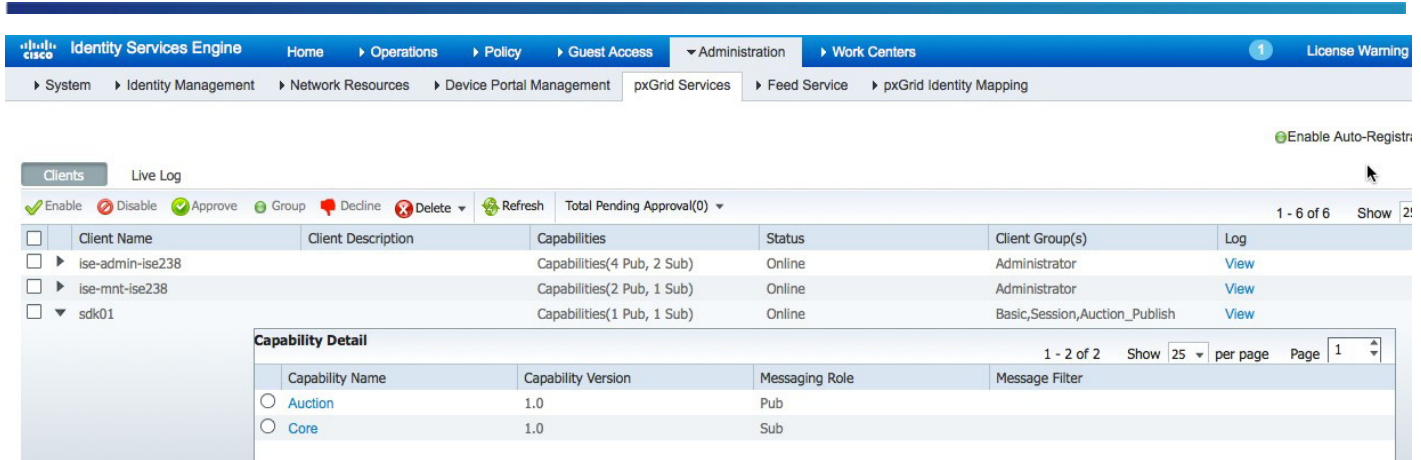 cisco Identity Services Engine Home Operations Policy Guest Access Administration Work Centers 1 License Warning
System Identity Management Network Resources Device Portal Management pxGrid Services Feed Service pxGrid Identity Mapping
Enable Auto-Registra
Clients Live Log
Enable Disable Approve Group Decline Delete Refresh Total Pending Approval(0) 1 - 6 of 6 Show 25
Client Name Client Description Capabilities Status Client Group(s) Log
ise-admin-ise238 Capabilities(4 Pub, 2 Sub) Online Administrator View
ise-mnt-ise238 Capabilities(2 Pub, 1 Sub) Online Administrator View
sdk01 Capabilities(1 Pub, 1 Sub) Online Basic,Session,Auction_Publish View
Capability Detail 1 - 2 of 2 Show 25 per page Page 1
Capability Name Capability Version Messaging Role Message Filter
Auction 1.0 Pub
Core 1.0 Sub